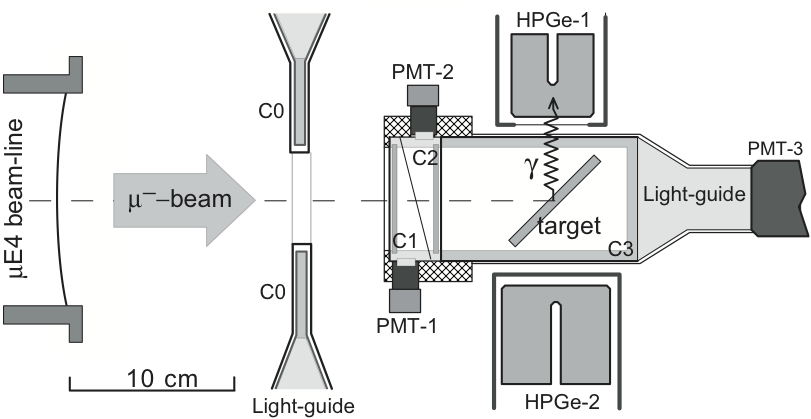 HPGe-1
PMT-2
C0
μE4 beam-line
μ⁻–beam
C2
γ
PMT-3
Light-guide
target
C1
C3
C0
PMT-1
10 cm
HPGe-2
Light-guide